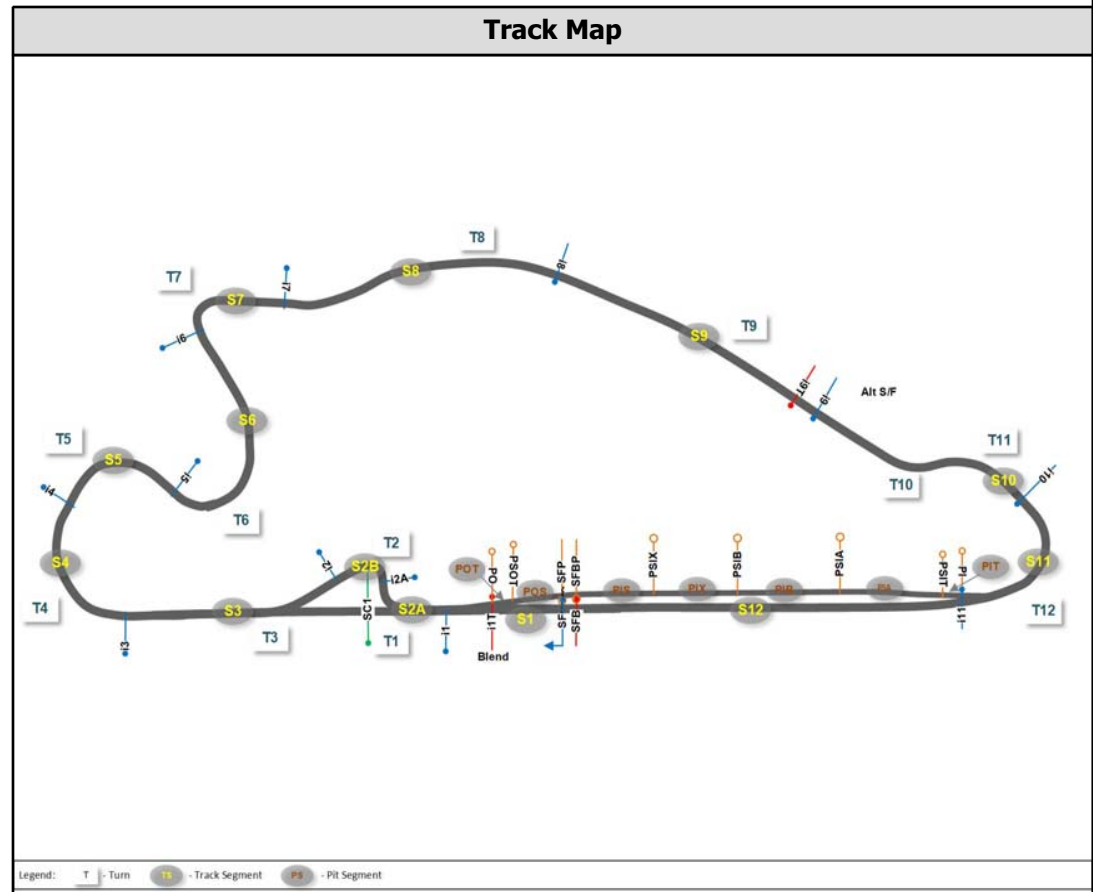 Track Map
T8
i8
T7
i7
S8
S7
i6
S9
T9
i9T
i9
Alt S/F
S6
T5
S5
i5
i4
T6
T10
T11
S10
i10
S4
T4
T2
i2
S2B
i2A
SC1
S3
T3
S2A
T1
i3
i1
POT
PO
PSOT
i1T
Blend
POS
S1
SFP
SFBP
SF
SFB
PIS
PSIX
PIX
PSIB
PIB
S12
PSIA
PIA
PSIT
PI
i11
PIT
S11
T12
Legend: T - Turn TS - Track Segment PS - Pit Segment